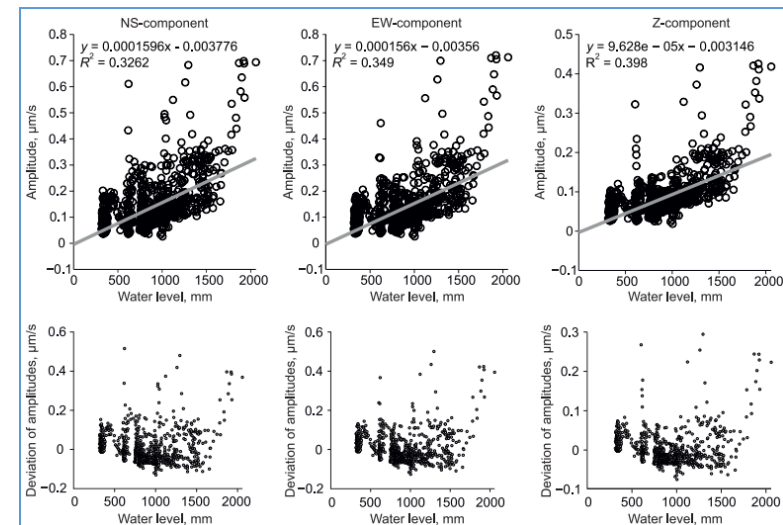 NS-component
y = 0.0001596x - 0.003776
R² = 0.3262
0.8
0.7
0.6
0.5
0.4
0.3
0.2
0.1
0
−0.1
Amplitude, µm/s
0 500 1000 1500 2000
Water level, mm
EW-component
y = 0.000156x - 0.00356
R² = 0.349
0.8
0.7
0.6
0.5
0.4
0.3
0.2
0.1
0
−0.1
Amplitude, µm/s
0 500 1000 1500 2000
Water level, mm
Z-component
y = 9.628e − 05x − 0.003146
R² = 0.398
0.5
0.4
0.3
0.2
0.1
0
−0.1
Amplitude, µm/s
0 500 1000 1500 2000
Water level, mm
0.6
0.4
0.2
0
−0.2
Deviation of amplitudes, µm/s
0 500 1000 1500 2000
Water level, mm
0.6
0.4
0.2
0
−0.2
Deviation of amplitudes, µm/s
0 500 1000 1500 2000
Water level, mm
0.3
0.2
0.1
0
−0.1
Deviation of amplitudes, µm/s
0 500 1000 1500 2000
Water level, mm